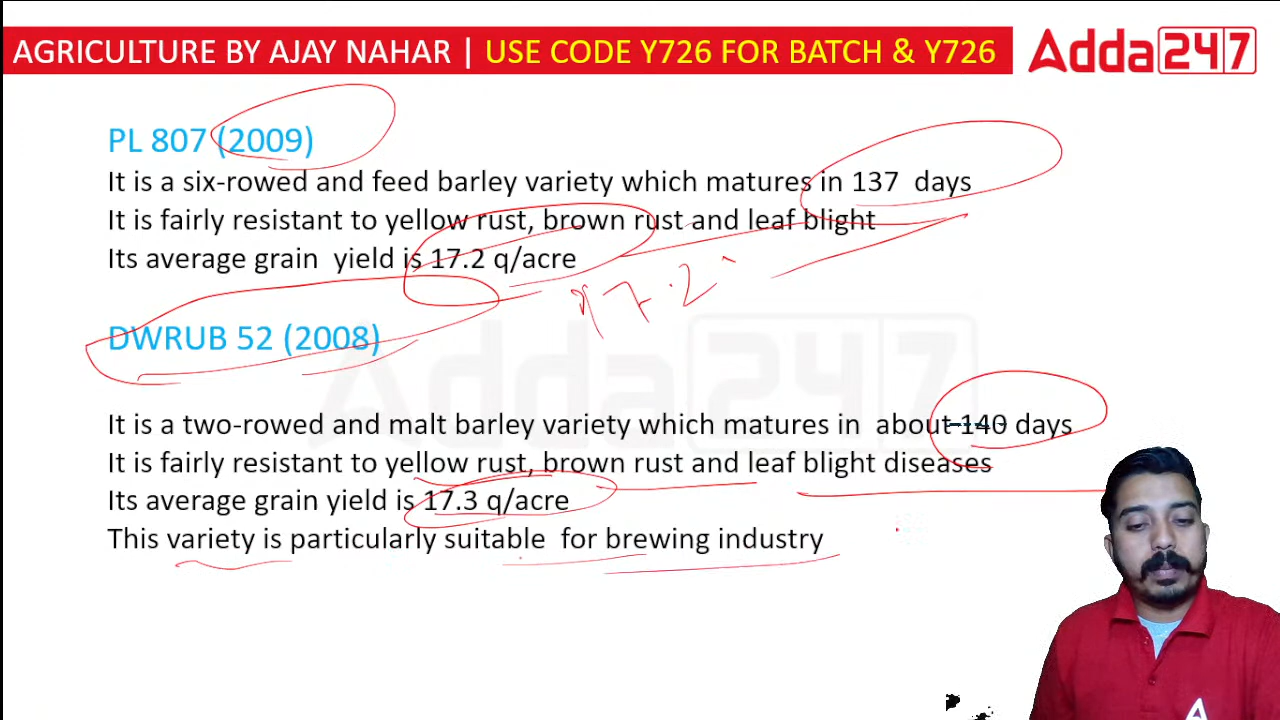 AGRICULTURE BY AJAY NAHAR | USE CODE Y726 FOR BATCH & Y726
Adda247
PL 807 (2009)
It is a six-rowed and feed barley variety which matures in 137 days
It is fairly resistant to yellow rust, brown rust and leaf blight
Its average grain yield is 17.2 q/acre
17.2
DWRUB 52 (2008)
Adda247
It is a two-rowed and malt barley variety which matures in about 140 days
It is fairly resistant to yellow rust, brown rust and leaf blight diseases
Its average grain yield is 17.3 q/acre
This variety is particularly suitable for brewing industry